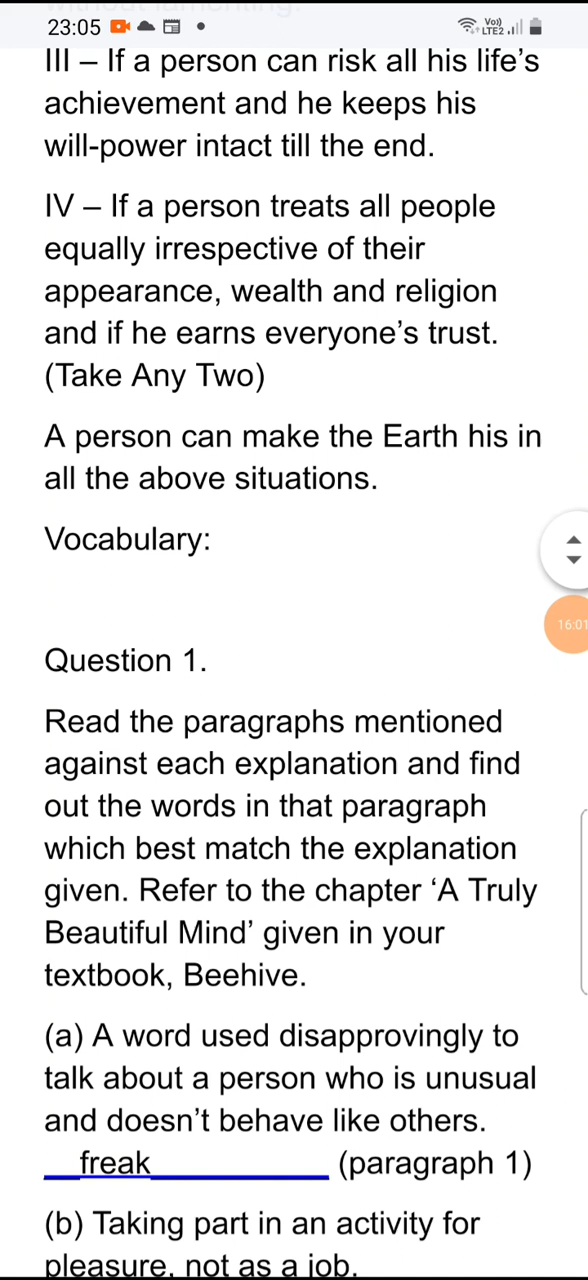 23:05
Vo))
LTE2
III – If a person can risk all his life's
achievement and he keeps his
will-power intact till the end.
IV – If a person treats all people
equally irrespective of their
appearance, wealth and religion
and if he earns everyone's trust.
(Take Any Two)
A person can make the Earth his in
all the above situations.
Vocabulary:
16:01
Question 1.
Read the paragraphs mentioned
against each explanation and find
out the words in that paragraph
which best match the explanation
given. Refer to the chapter ‘A Truly
Beautiful Mind’ given in your
textbook, Beehive.
(a) A word used disapprovingly to
talk about a person who is unusual
and doesn't behave like others.
freak (paragraph 1)
(b) Taking part in an activity for
pleasure, not as a job.